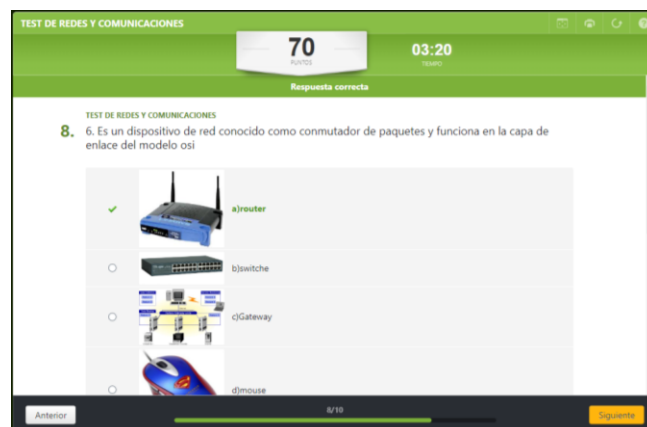 TEST DE REDES Y COMUNICACIONES
70
PUNTOS
03:20
TIEMPO
Respuesta correcta
TEST DE REDES Y COMUNICACIONES
8. 6. Es un dispositivo de red conocido como conmutador de paquetes y funciona en la capa de
enlace del modelo osi
a)router
b)switche
c)Gateway
d)mouse
Anterior
8/10
Siguiente